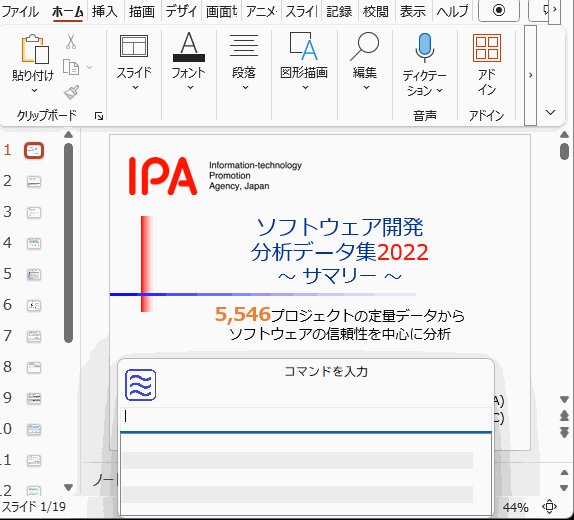 ファイル ホーム 挿入 描画 デザイ 画面切 アニメ スライ 記録 校閲 表示 ヘルプ
貼り付け
スライド
フォント
段落
図形描画
編集
ディクテー
ション
アド
イン
クリップボード
音声
アドイン
1
2
3
4
5
6
7
8
9
10
11
12
IPA
Information-technology
Promotion
Agency, Japan
ソフトウェア開発
分析データ集2022
～ サマリー ～
5,546プロジェクトの定量データから
ソフトウェアの信頼性を中心に分析
コマンドを入力
A)
C)
ノー
スライド 1/19
44%